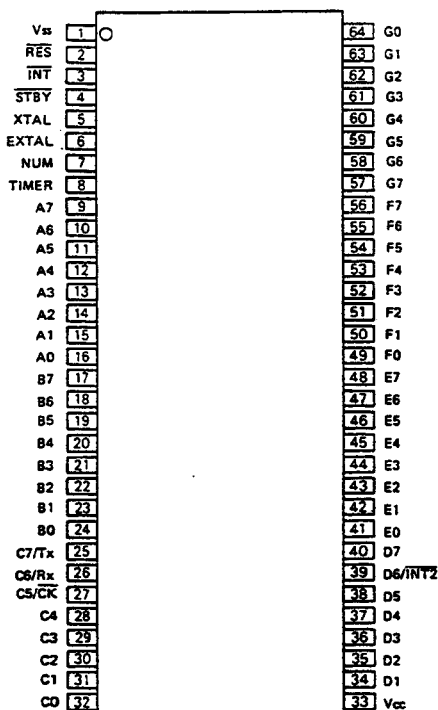 Vss 1 64 G0
R̅E̅S̅ 2 63 G1
I̅N̅T̅ 3 62 G2
S̅T̅B̅Y̅ 4 61 G3
XTAL 5 60 G4
EXTAL 6 59 G5
NUM 7 58 G6
TIMER 8 57 G7
A7 9 56 F7
A6 10 55 F6
A5 11 54 F5
A4 12 53 F4
A3 13 52 F3
A2 14 51 F2
A1 15 50 F1
A0 16 49 F0
B7 17 48 E7
B6 18 47 E6
B5 19 46 E5
B4 20 45 E4
B3 21 44 E3
B2 22 43 E2
B1 23 42 E1
B0 24 41 E0
C7/Tx 25 40 D7
C6/Rx 26 39 D6/I̅N̅T̅2̅
C5/C̅K̅ 27 38 D5
C4 28 37 D4
C3 29 36 D3
C2 30 35 D2
C1 31 34 D1
C0 32 33 Vcc